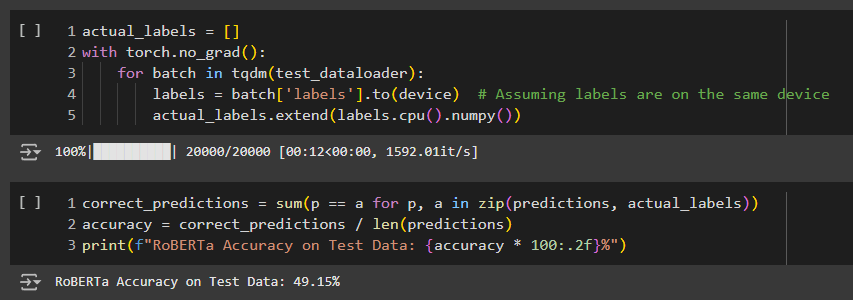 [ ] 1 actual_labels = []
2 with torch.no_grad():
3     for batch in tqdm(test_dataloader):
4         labels = batch['labels'].to(device)  # Assuming labels are on the same device
5         actual_labels.extend(labels.cpu().numpy())
100%|██████████| 20000/20000 [00:12<00:00, 1592.01it/s]
[ ] 1 correct_predictions = sum(p == a for p, a in zip(predictions, actual_labels))
2 accuracy = correct_predictions / len(predictions)
3 print(f"RoBERTa Accuracy on Test Data: {accuracy * 100:.2f}%")
RoBERTa Accuracy on Test Data: 49.15%